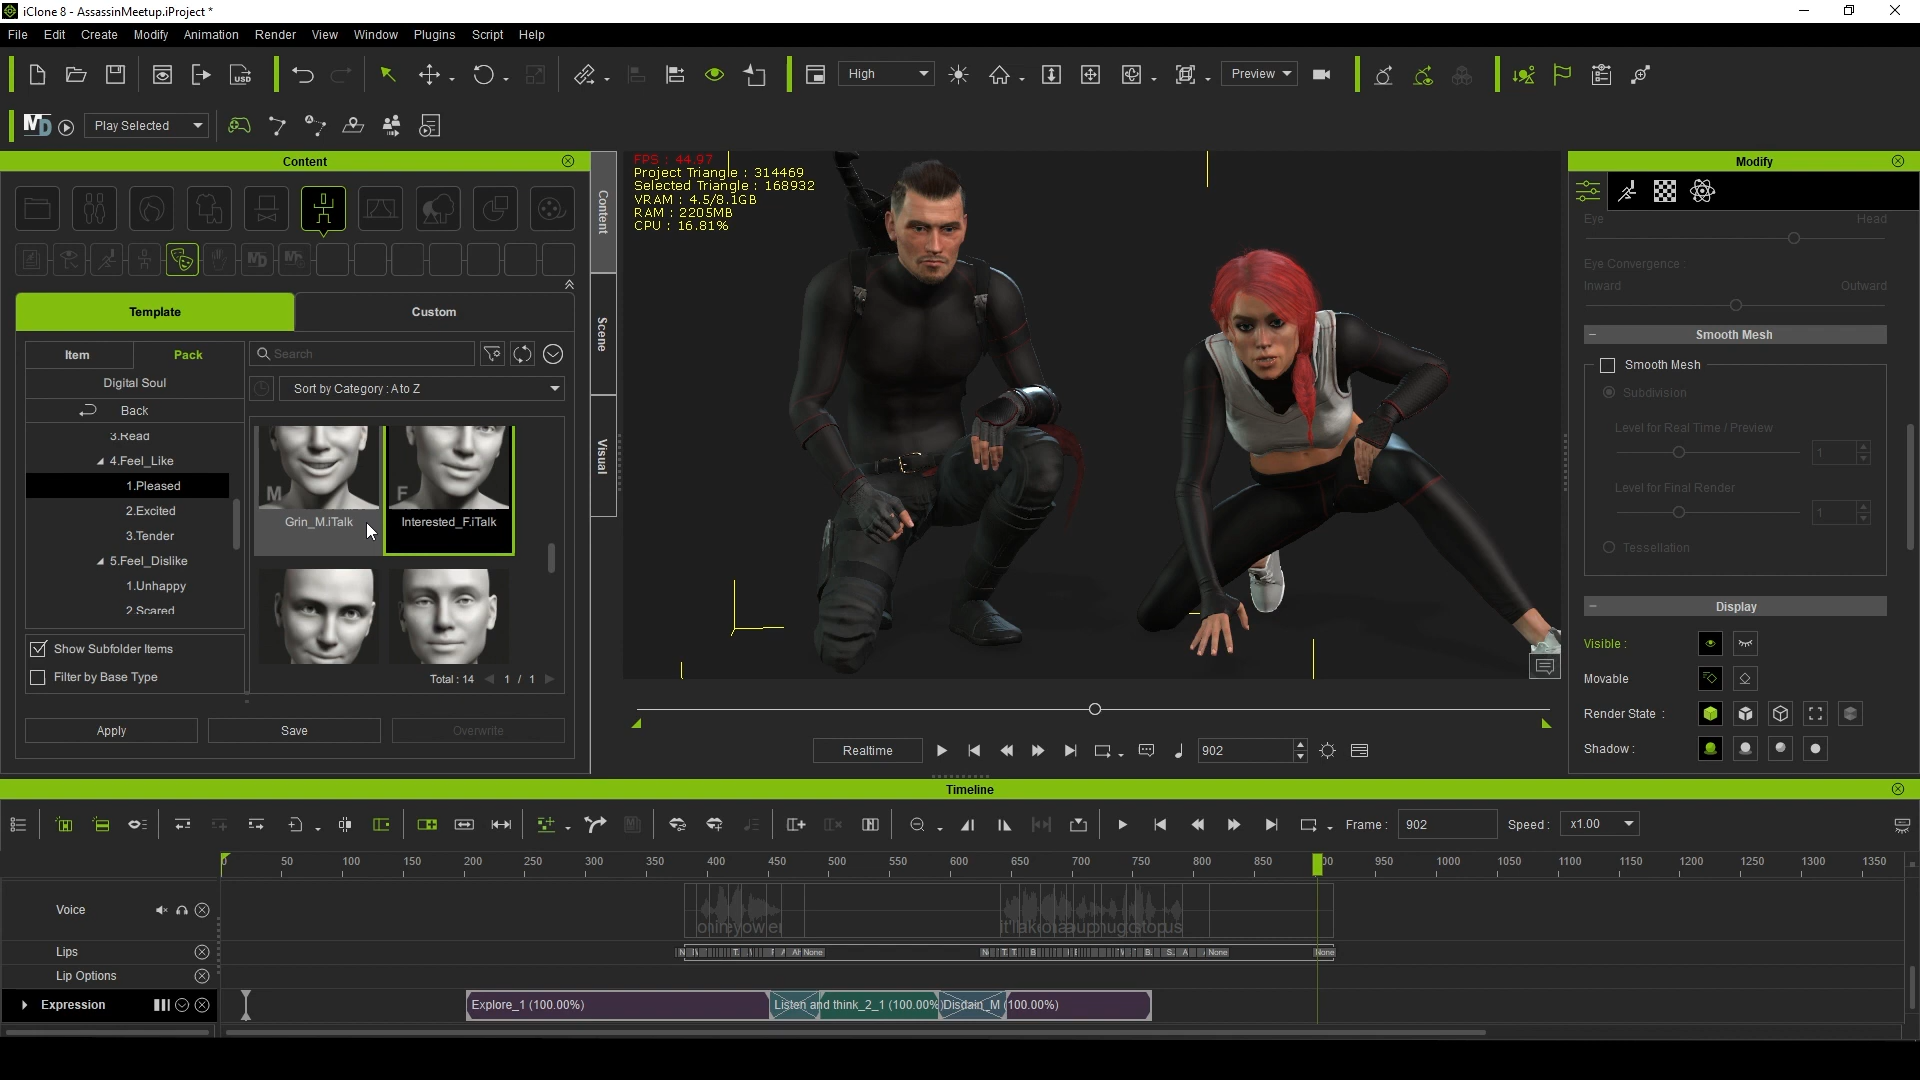 iClone 8 - AssassinMeetup.iProject *
File Edit Create Modify Animation Render View Window Plugins Script Help
High Preview
MD Play Selected
Content
Content
Scene
Visual
Template Custom
Item Pack
Search
Digital Soul
Sort by Category : A to Z
Back
3.Read
4.Feel_Like
1.Pleased
2.Excited
3.Tender
5.Feel_Dislike
1.Unhappy
2.Scared
M
F
Grin_M.iTalk Interested_F.iTalk
Show Subfolder Items
Filter by Base Type
Total : 14 1 / 1
Apply Save Overwrite
FPS : 44.97
Project Triangle : 314469
Selected Triangle : 168932
VRAM : 4.5/8.1GB
RAM : 2205MB
CPU : 16.81%
Realtime 902
Modify
Eye Head
Eye Convergence :
Inward Outward
Smooth Mesh
Smooth Mesh
Subdivision
Level for Real Time / Preview
1
Level for Final Render
1
Tessellation
Display
Visible :
Movable
Render State :
Shadow :
Timeline
Frame : 902 Speed : x1.00
0 50 100 150 200 250 300 350 400 450 500 550 600 650 700 750 800 850 950 1000 1050 1100 1150 1200 1250 1300 1350
Voice
Lips None None None
Lip Options
Expression Explore_1 (100.00%) Listen and think_2_1 (100.00%) Disdain_M (100.00%)